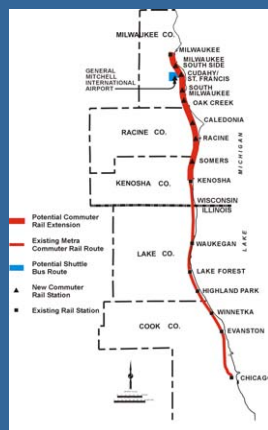 MILWAUKEE CO.
MILWAUKEE
MILWAUKEE
SOUTH SIDE
CUDAHY/
ST. FRANCIS
GENERAL
MITCHELL
INTERNATIONAL
AIRPORT
SOUTH
MILWAUKEE
OAK CREEK
CALEDONIA
RACINE CO.
RACINE
MICHIGAN
SOMERS
KENOSHA CO.
KENOSHA
WISCONSIN
ILLINOIS
Potential Commuter
Rail Extension
Existing Metra
Commuter Rail Route
Potential Shuttle
Bus Route
New Commuter
Rail Station
Existing Rail Station
WAUKEGAN
LAKE
LAKE
CO.
LAKE FOREST
HIGHLAND PARK
COOK CO.
WINNETKA
EVANSTON
CHICAGO